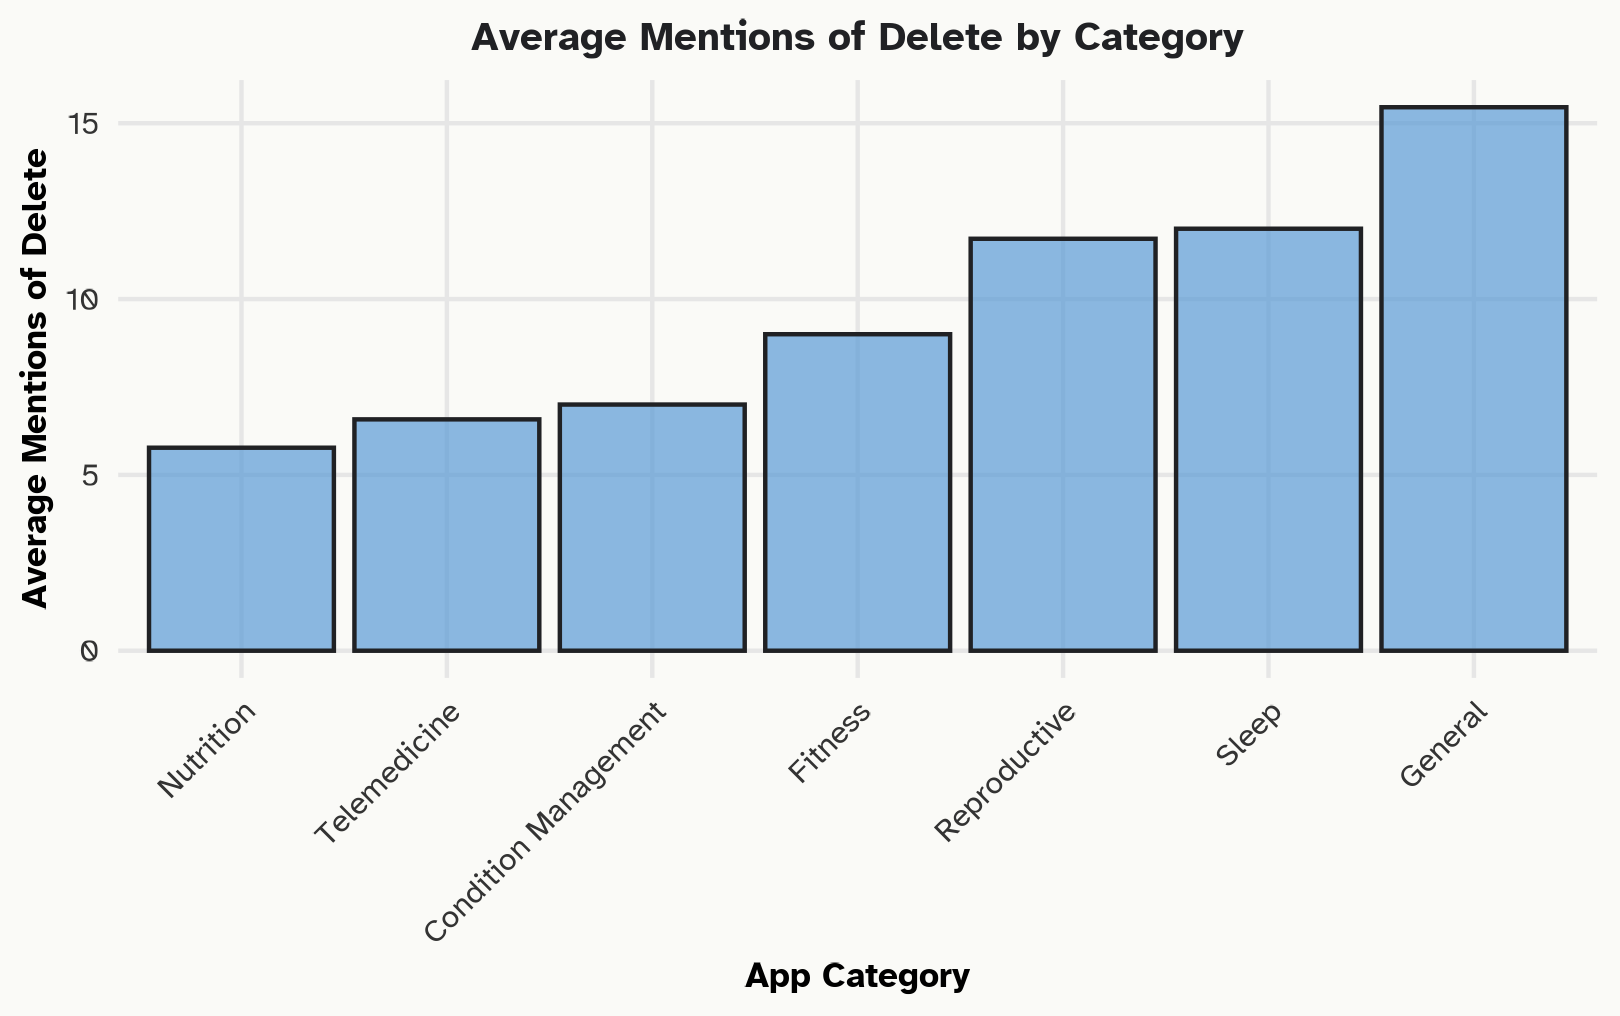 Average Mentions of Delete by Category
Average Mentions of Delete
15
10
5
0
Nutrition
Telemedicine
Condition Management
Fitness
Reproductive
Sleep
General
App Category